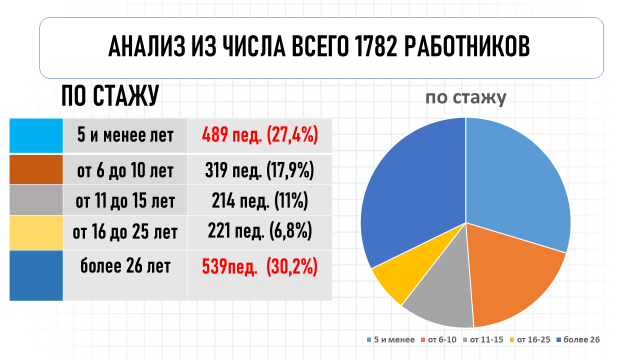 АНАЛИЗ ИЗ ЧИСЛА ВСЕГО 1782 РАБОТНИКОВ
ПО СТАЖУ
5 и менее лет 489 пед. (27,4%)
от 6 до 10 лет 319 пед. (17,9%)
от 11 до 15 лет 214 пед. (11%)
от 16 до 25 лет 221 пед. (6,8%)
более 26 лет 539пед. (30,2%)
по стажу
5 и менее от 6-10 от 11-15 от 16-25 более 26